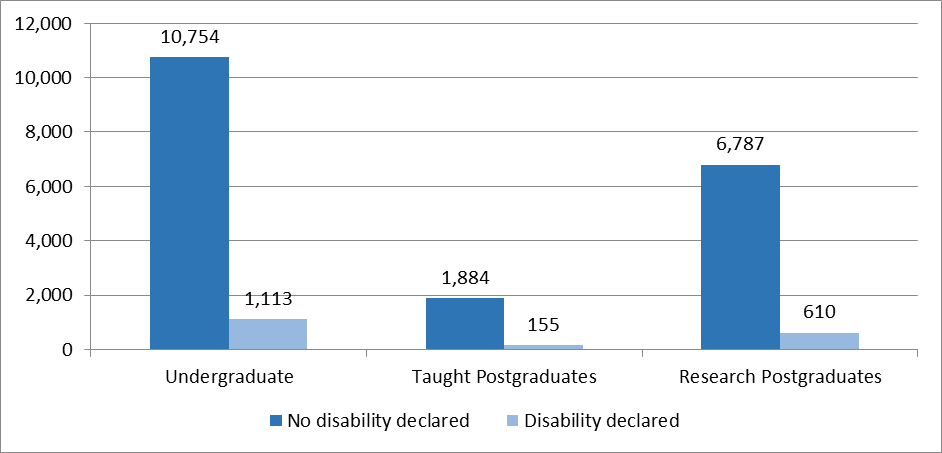 12,000
10,000
8,000
6,000
4,000
2,000
0
10,754
1,113
1,884
155
6,787
610
Undergraduate
Taught Postgraduates
Research Postgraduates
No disability declared
Disability declared